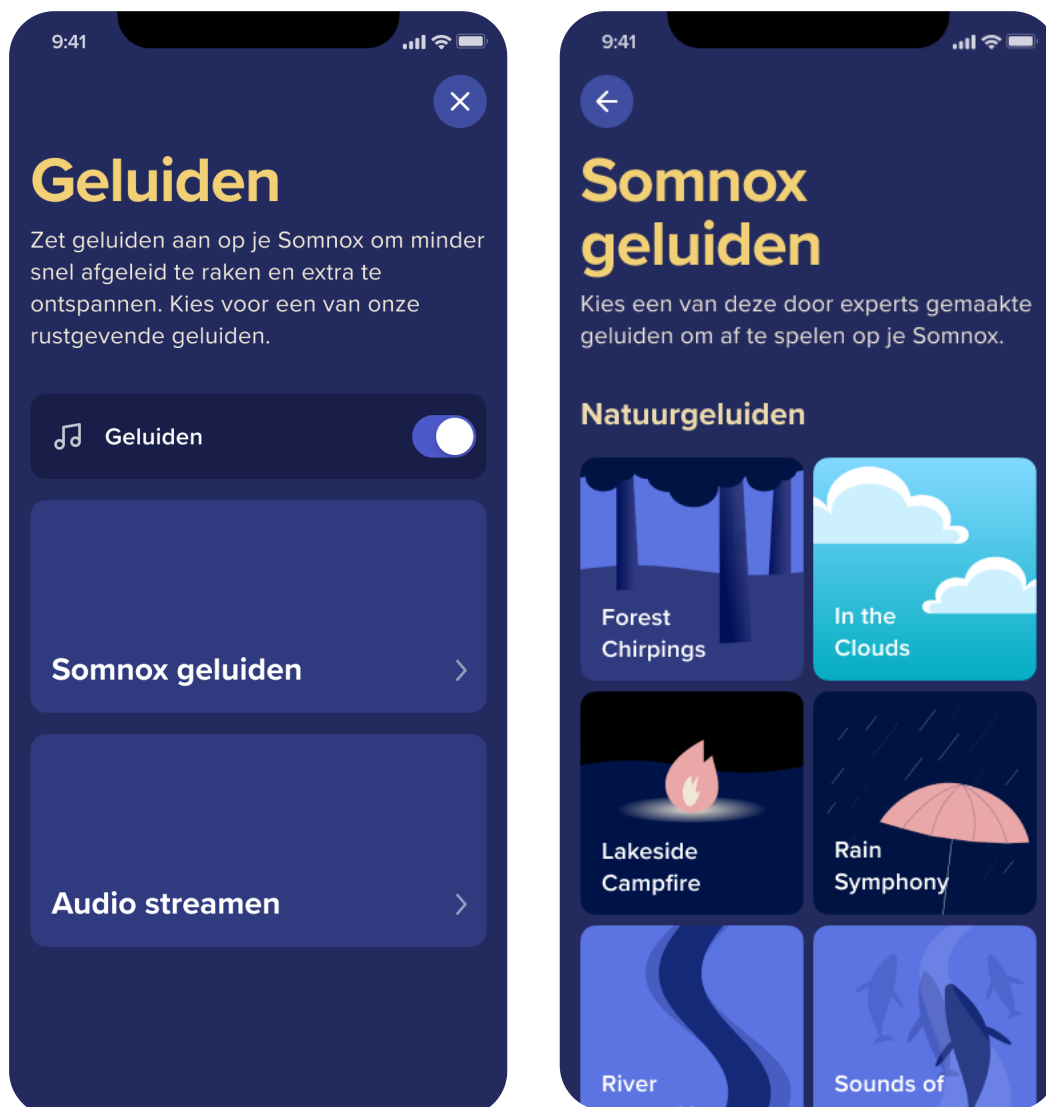 9:41
Geluiden
Zet geluiden aan op je Somnox om minder
snel afgeleid te raken en extra te
ontspannen. Kies voor een van onze
rustgevende geluiden.
Geluiden
Somnox geluiden
Audio streamen
9:41
Somnox
geluiden
Kies een van deze door experts gemaakte
geluiden om af te spelen op je Somnox.
Natuurgeluiden
Forest
Chirpings
In the
Clouds
Lakeside
Campfire
Rain
Symphony
River
Sounds of